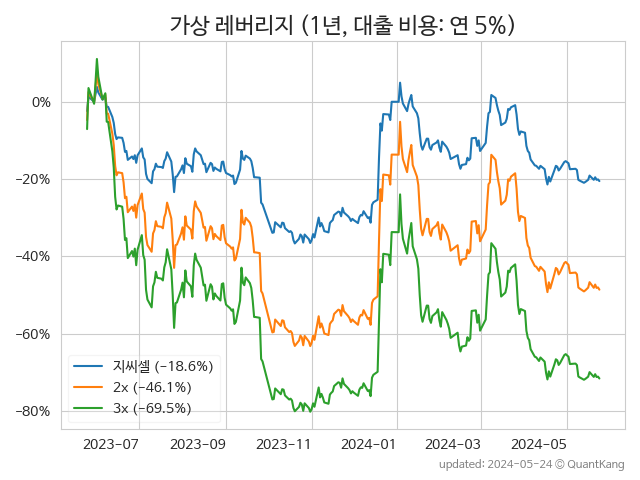 가상 레버리지 (1년, 대출 비용: 연 5%)
0%
−20%
−40%
−60%
−80%
지씨셀 (−18.6%)
2x (−46.1%)
3x (−69.5%)
2023−07 2023−09 2023−11 2024−01 2024−03 2024−05
updated: 2024−05−24 © QuantKang